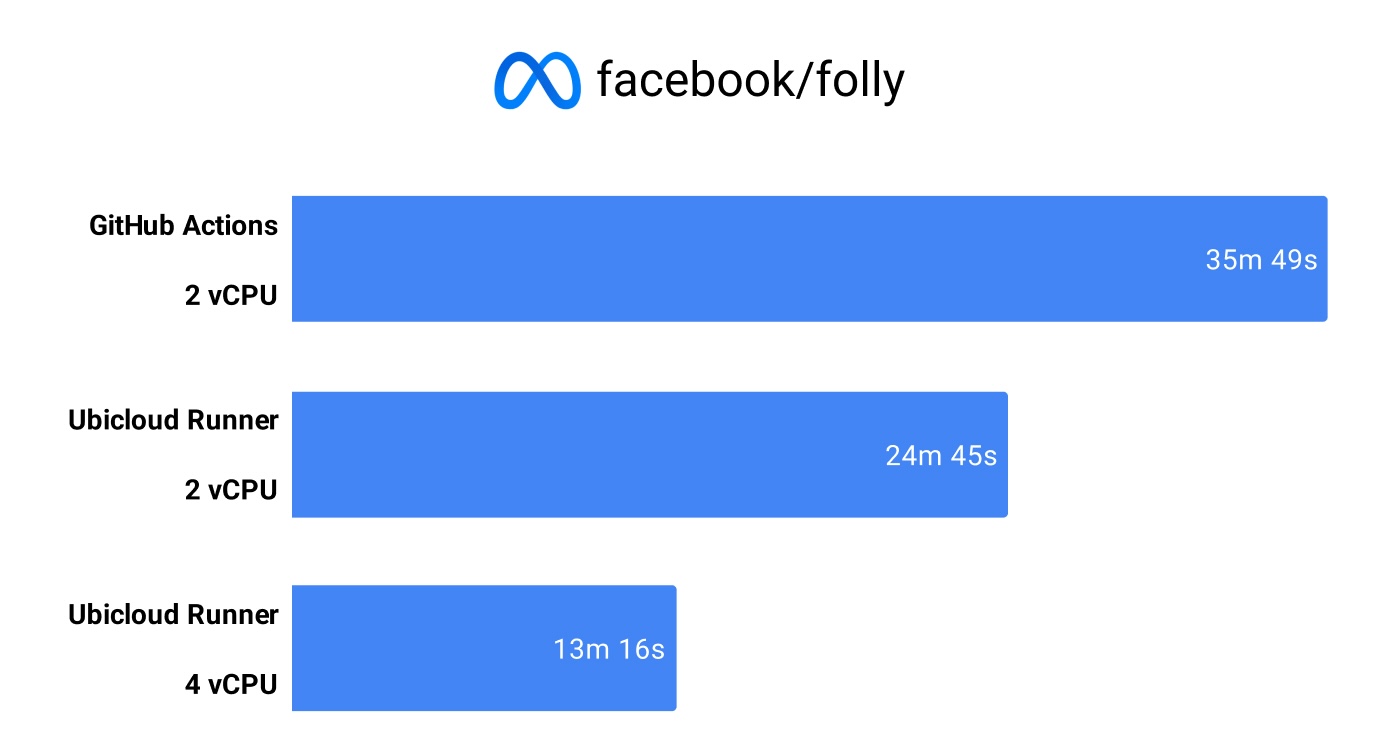 facebook/folly
GitHub Actions
2 vCPU
35m 49s
Ubicloud Runner
2 vCPU
24m 45s
Ubicloud Runner
4 vCPU
13m 16s